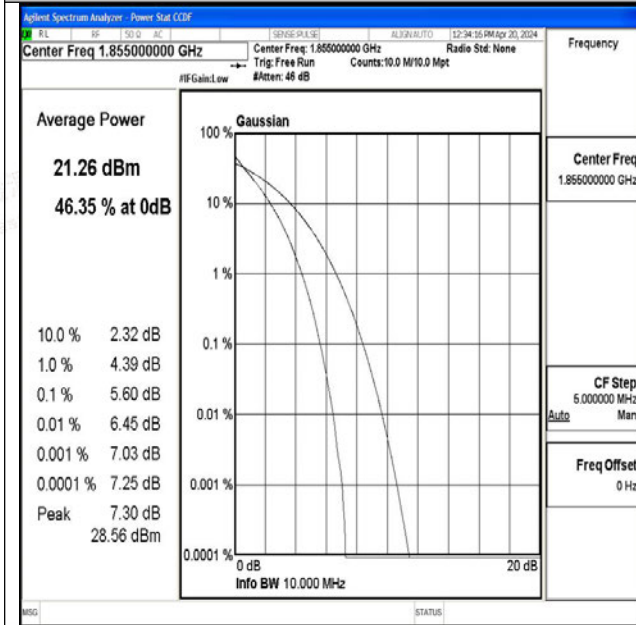 Agilent Spectrum Analyzer - Power Stat CCDF
RL RF 50 Ω AC SENSE:PULSE ALIGNAUTO 12:34:16 PM Apr 20, 2024
Center Freq 1.855000000 GHz
Center Freq: 1.855000000 GHz Radio Std: None
Trig: Free Run Counts:10.0 M/10.0 Mpt
#IFGain:Low #Atten: 46 dB
Frequency
Average Power
21.26 dBm
46.35 % at 0dB
10.0 % 2.32 dB
1.0 % 4.39 dB
0.1 % 5.60 dB
0.01 % 6.45 dB
0.001 % 7.03 dB
0.0001 % 7.25 dB
Peak 7.30 dB
28.56 dBm
Gaussian
100 %
10 %
1 %
0.1 %
0.01 %
0.001 %
0.0001 %
0 dB 20 dB
Info BW 10.000 MHz
Center Freq
1.855000000 GHz
CF Step
5.000000 MHz
Auto Man
Freq Offset
0 Hz
MSG STATUS